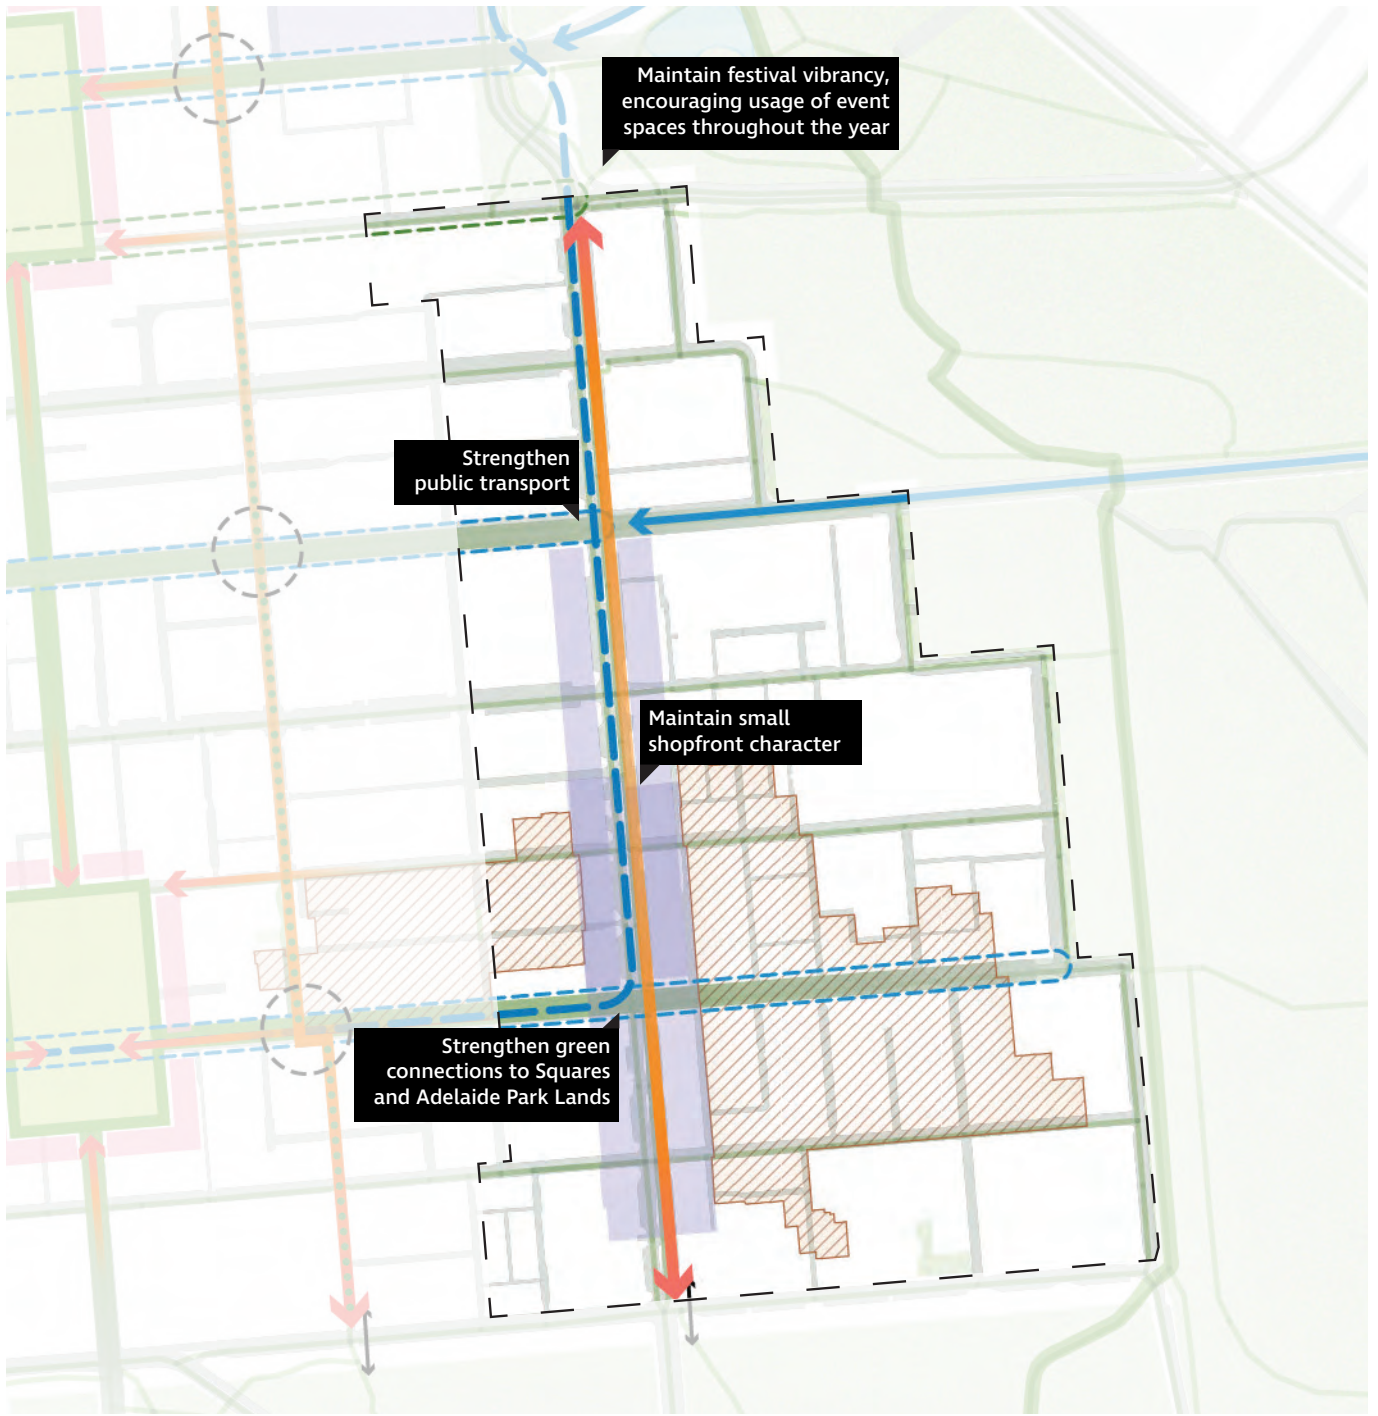 Maintain festival vibrancy,
encouraging usage of event
spaces throughout the year
Strengthen
public transport
Maintain small
shopfront character
Strengthen green
connections to Squares
and Adelaide Park Lands